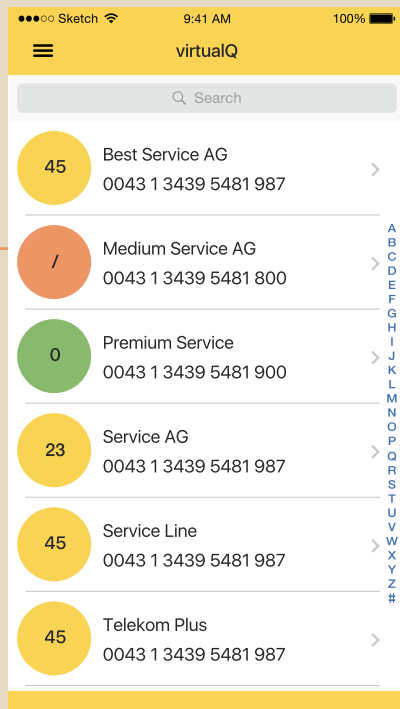 Sketch 9:41 AM 100%
virtualQ
Search
45 Best Service AG
0043 1 3439 5481 987
/ Medium Service AG
0043 1 3439 5481 800
0 Premium Service
0043 1 3439 5481 900
23 Service AG
0043 1 3439 5481 987
45 Service Line
0043 1 3439 5481 987
45 Telekom Plus
0043 1 3439 5481 987
A
B
C
D
E
F
G
H
I
J
K
L
M
N
O
P
Q
R
S
T
U
V
W
X
Y
Z
#